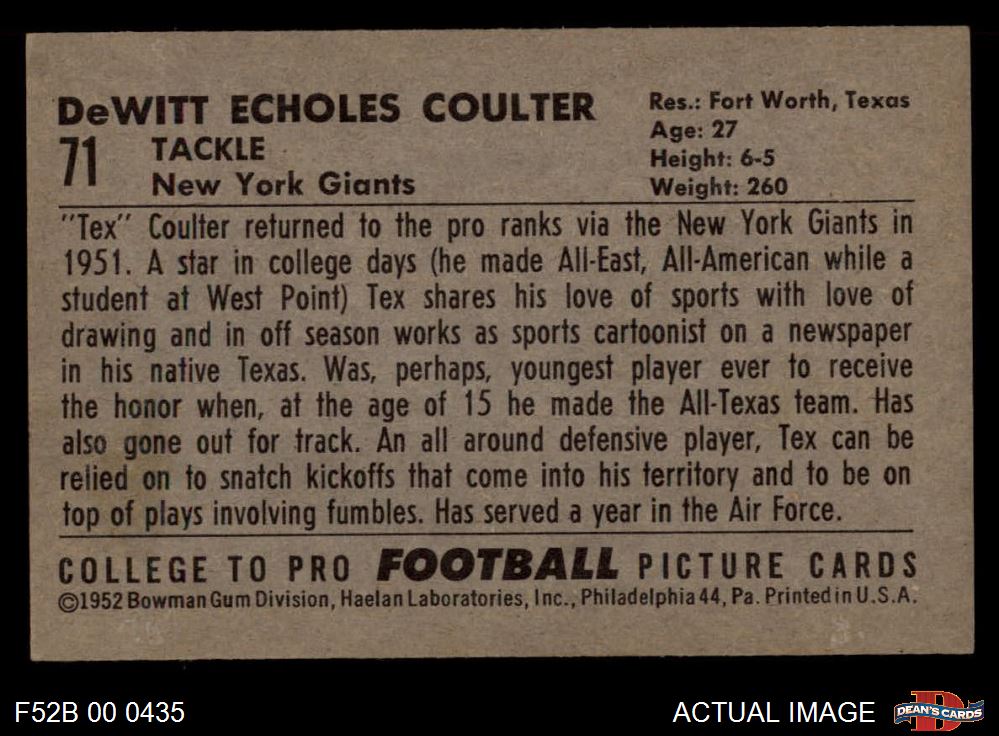 DeWITT ECHOLES COULTER
71 TACKLE
New York Giants
Res.: Fort Worth, Texas
Age: 27
Height: 6-5
Weight: 260
"Tex" Coulter returned to the pro ranks via the New York Giants in
1951. A star in college days (he made All-East, All-American while a
student at West Point) Tex shares his love of sports with love of
drawing and in off season works as sports cartoonist on a newspaper
in his native Texas. Was, perhaps, youngest player ever to receive
the honor when, at the age of 15 he made the All-Texas team. Has
also gone out for track. An all around defensive player, Tex can be
relied on to snatch kickoffs that come into his territory and to be on
top of plays involving fumbles. Has served a year in the Air Force.
COLLEGE TO PRO FOOTBALL PICTURE CARDS
©1952 Bowman Gum Division, Haelan Laboratories, Inc., Philadelphia 44, Pa. Printed in U.S.A.
F52B 00 0435
ACTUAL IMAGE
D
DEAN'S CARDS